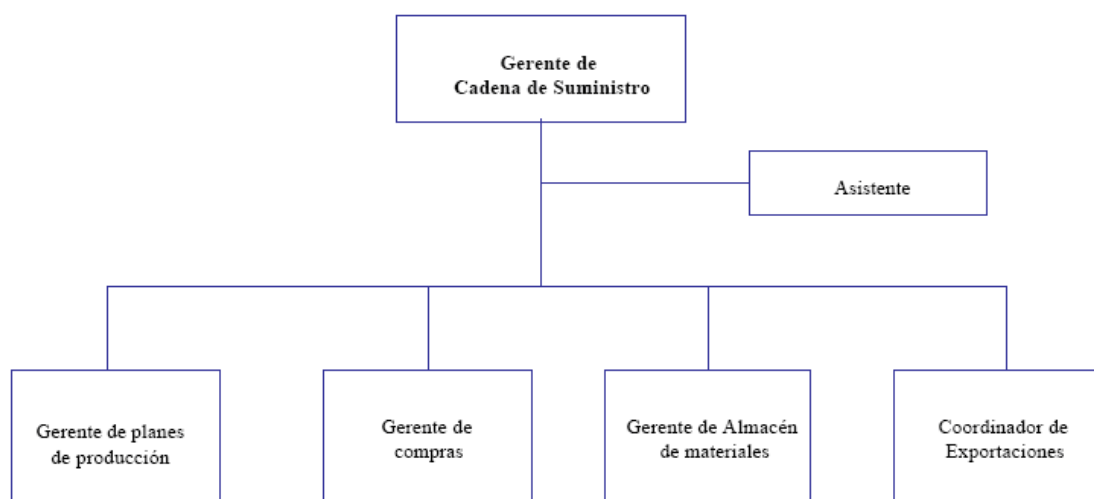 Gerente de
Cadena de Suministro
Asistente
Gerente de planes
de producción
Gerente de
compras
Gerente de Almacén
de materiales
Coordinador de
Exportaciones